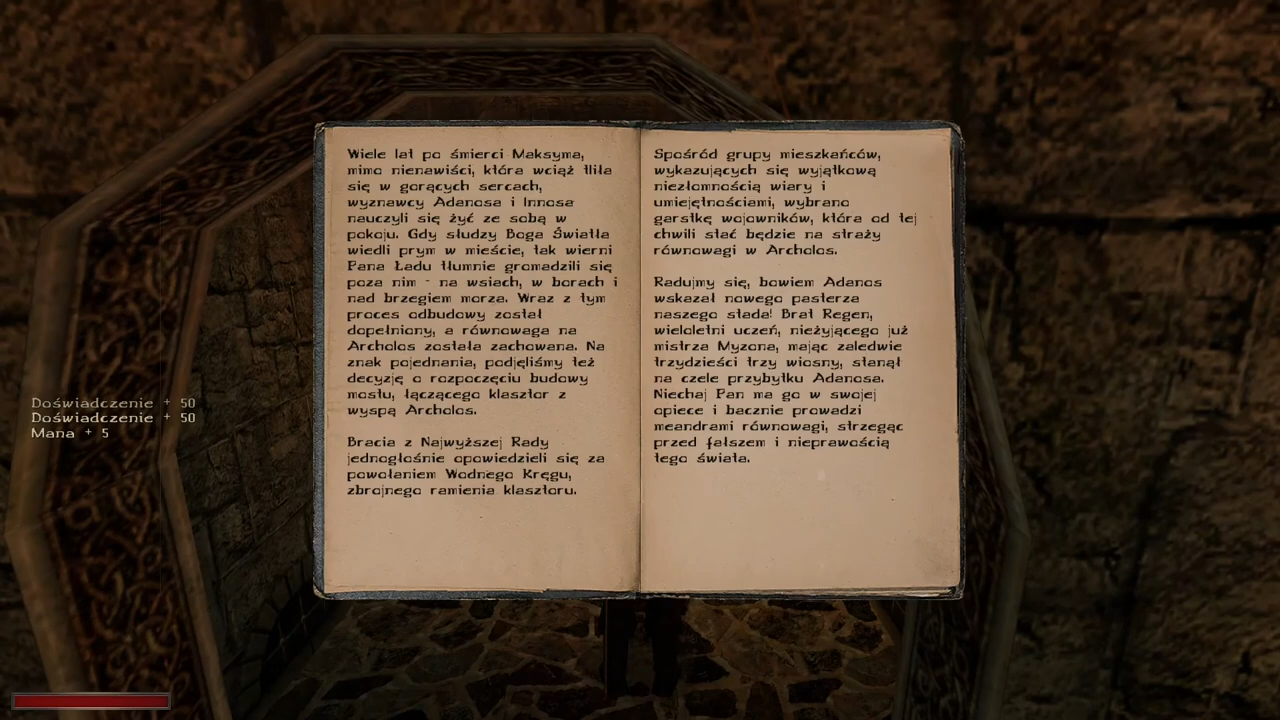 Wiele lat po śmierci Maksyma,
mimo nienawiści, która wciąż tliła
się w gorących sercach,
wyznawcy Adanosa i Innosa
nauczyli się żyć ze sobą w
pokoju. Gdy słudzy Boga Światła
wiedli prym w mieście, tak wierni
Pana Ładu tłumnie gromadzili się
poza nim - na wsiach, w borach i
nad brzegiem morza. Wraz z tym
proces odbudowy został
dopełniony, a równowaga na
Archolos została zachowana. Na
znak pojednania, podjęliśmy też
decyzję o rozpoczęciu budowy
mostu, łączącego klasztor z
wyspą Archolos.
Bracia z Najwyższej Rady
jednogłośnie opowiedzieli się za
powołaniem Wodnego Kręgu,
zbrojnego ramienia klasztoru.
Spośród grupy mieszkańców,
wykazujących się wyjątkową
niezłomnością wiary i
umiejętnościami, wybrano
garstkę wojowników, która od tej
chwili stać będzie na straży
równowagi w Archolos.
Radujmy się, bowiem Adanos
wskazał nowego pasterza
naszego stada! Brat Regen,
wieloletni uczeń, nieżyjącego już
mistrza Myzona, mając zaledwie
trzydzieści trzy wiosny, stanął
na czele przybytku Adanosa.
Niechaj Pan ma go w swojej
opiece i bacznie prowadzi
meandrami równowagi, strzegąc
przed fałszem i nieprawością
tego świata.
Doświadczenie + 50
Doświadczenie + 50
Mana + 5